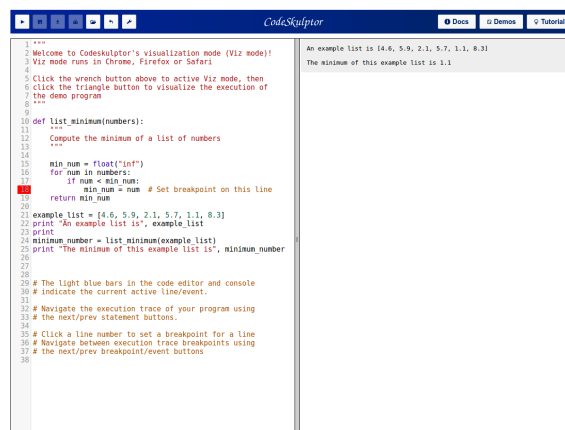 CodeSkulptor
Docs
Demos
Tutorial
1 """
2 Welcome to Codeskulptor's visualization mode (Viz mode)!
3 Viz mode runs in Chrome, Firefox or Safari
4
5 Click the wrench button above to active Viz mode, then
6 click the triangle button to visualize the execution of
7 the demo program
8 """
9
10 def list_minimum(numbers):
11 """
12 Compute the minimum of a list of numbers
13 """
14
15 min_num = float("inf")
16 for num in numbers:
17 if num < min_num:
18 min_num = num # Set breakpoint on this line
19 return min_num
20
21 example_list = [4.6, 5.9, 2.1, 5.7, 1.1, 8.3]
22 print "An example list is", example_list
23 print
24 minimum_number = list_minimum(example_list)
25 print "The minimum of this example list is", minimum_number
26
27
28
29 # The light blue bars in the code editor and console
30 # indicate the current active line/event.
31
32 # Navigate the execution trace of your program using
33 # the next/prev statement buttons.
34
35 # Click a line number to set a breakpoint for a line
36 # Navigate between execution trace breakpoints using
37 # the next/prev breakpoint/event buttons
38
An example list is [4.6, 5.9, 2.1, 5.7, 1.1, 8.3]
The minimum of this example list is 1.1